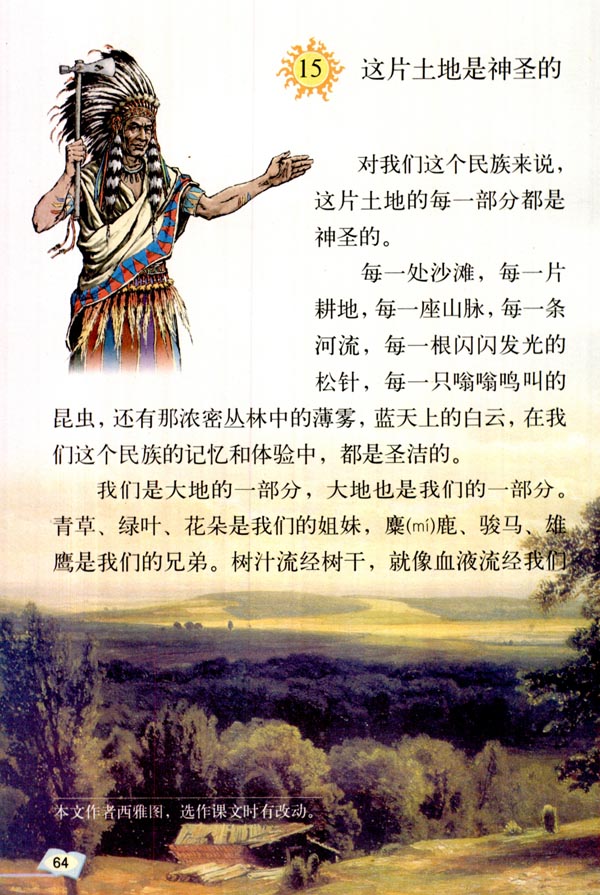 15 这片土地是神圣的
对我们这个民族来说，
这片土地的每一部分都是
神圣的。
每一处沙滩，每一片
耕地，每一座山脉，每一条
河流，每一根闪闪发光的
松针，每一只嗡嗡鸣叫的
昆虫，还有那浓密丛林中的薄雾，蓝天上的白云，在我
们这个民族的记忆和体验中，都是圣洁的。
我们是大地的一部分，大地也是我们的一部分。
青草、绿叶、花朵是我们的姐妹，麋(mí)鹿、骏马、雄
鹰是我们的兄弟。树汁流经树干，就像血液流经我们
本文作者西雅图，选作课文时有改动。
64